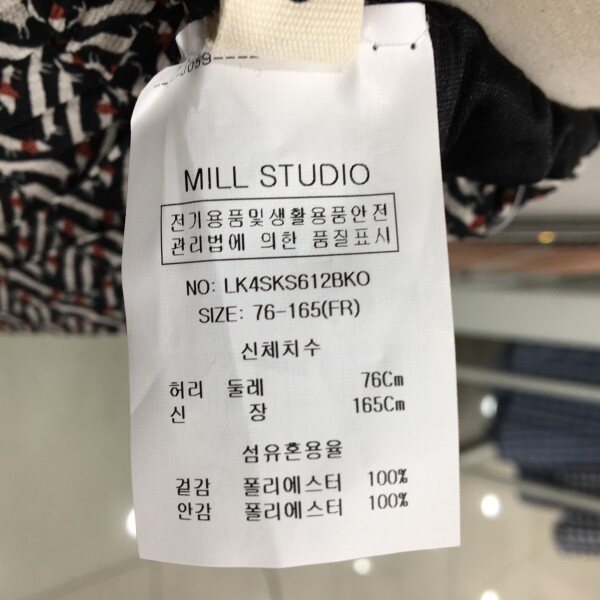 0059----
MILL STUDIO
전기용품및생활용품안전
관리법에 의한 품질표시
NO: LK4SKS612BKO
SIZE: 76-165(FR)
신체치수
허리 둘레 76Cm
신 장 165Cm
섬유혼용율
겉감 폴리에스터 100%
안감 폴리에스터 100%